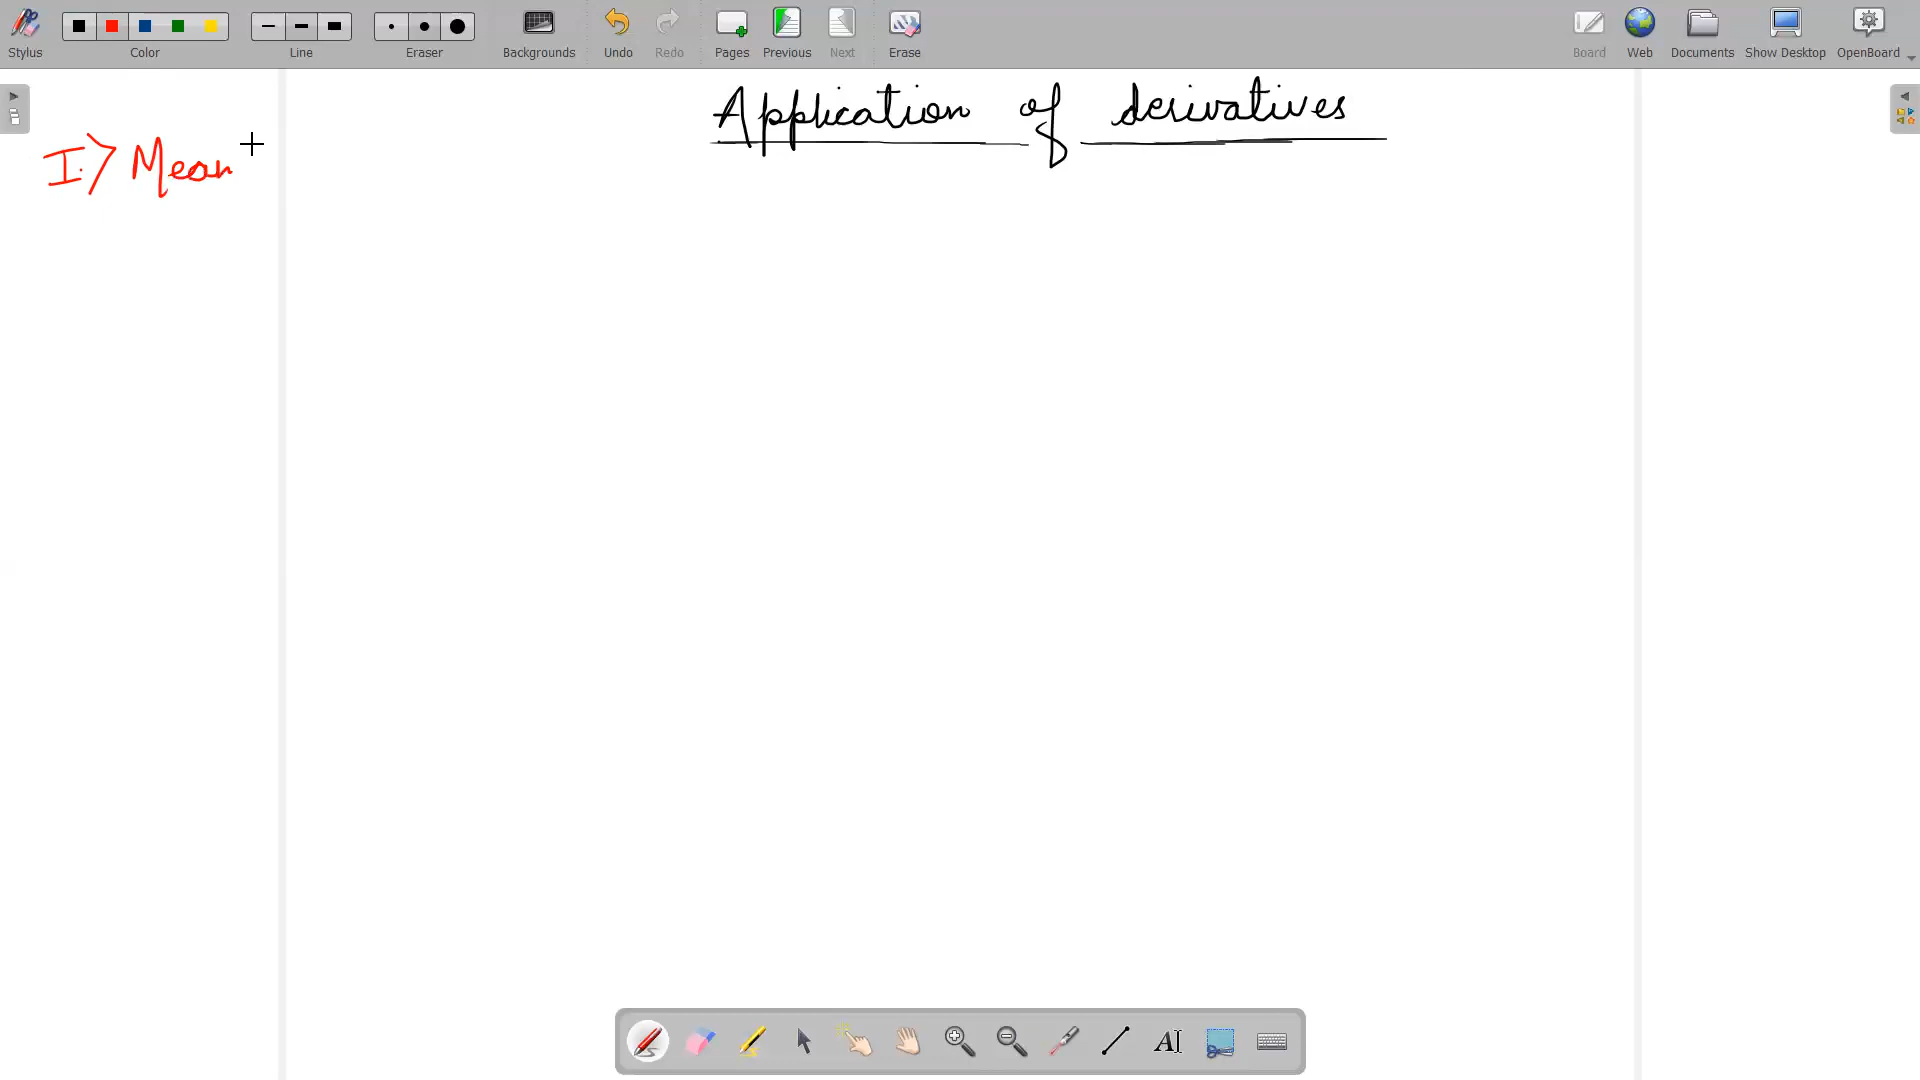 Stylus Color Line Eraser Backgrounds Undo Redo Pages Previous Next Erase Board Web Documents Show Desktop OpenBoard
Application of derivatives
I.> Mean